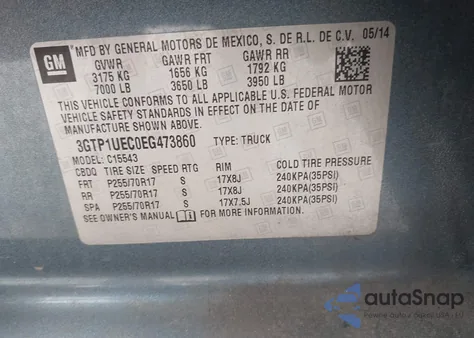 GM
MFD BY GENERAL MOTORS DE MEXICO, S. DE R.L. DE C.V. 05/14
GVWR GAWR FRT GAWR RR
3175 KG 1656 KG 1792 KG
7000 LB 3650 LB 3950 LB
THIS VEHICLE CONFORMS TO ALL APPLICABLE U.S. FEDERAL MOTOR
VEHICLE SAFETY, BUMPER, AND THEFT PREVENTION STANDARDS IN
EFFECT ON THE DATE OF MANUFACTURE SHOWN ABOVE.
3GTP1UEC0EG473860 TYPE: TRUCK
MODEL: C15543
CBDQ TIRE SIZE SPEED RTG RIM COLD TIRE PRESSURE
FRT P255/70R17 S 17X8J 240KPA(35PSI)
RR P255/70R17 S 17X8J 240KPA(35PSI)
SPA P255/70R17 S 17X7.5J 240KPA(35PSI)
SEE OWNER'S MANUAL FOR MORE INFORMATION.
autoSnap